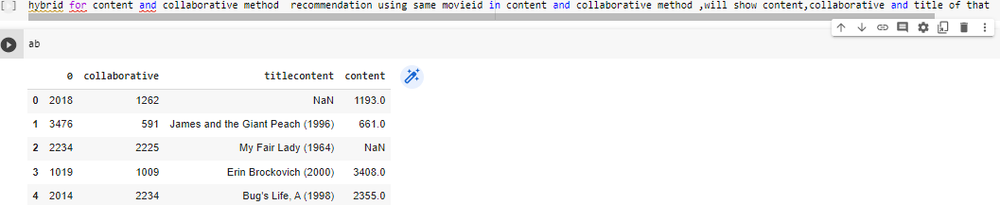 [ ] hybrid for content and collaborative method recommendation using same movieid in content and collaborative method ,will show content,collaborative and title of that
ab
0 collaborative titlecontent content
0 2018 1262 NaN 1193.0
1 3476 591 James and the Giant Peach (1996) 661.0
2 2234 2225 My Fair Lady (1964) NaN
3 1019 1009 Erin Brockovich (2000) 3408.0
4 2014 2234 Bug's Life, A (1998) 2355.0